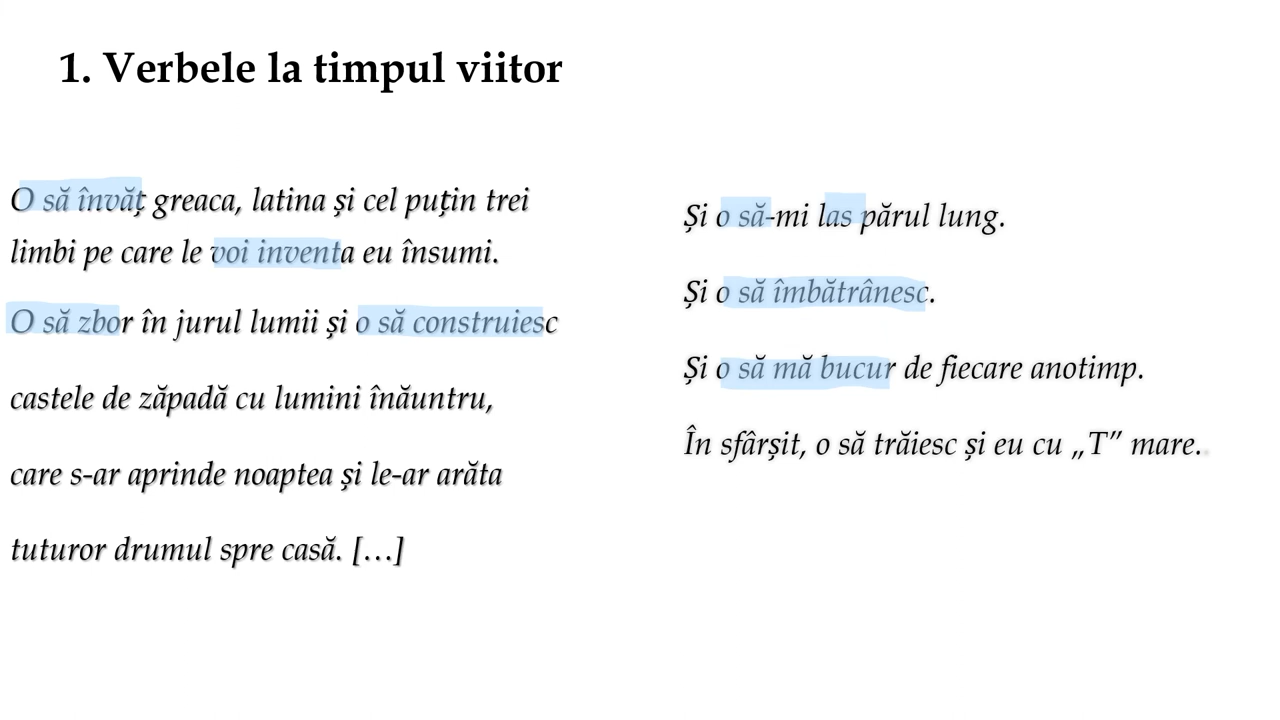 1. Verbele la timpul viitor
O să învăț greaca, latina și cel puțin trei
limbi pe care le voi inventa eu însumi.
O să zbor în jurul lumii și o să construiesc
castele de zăpadă cu lumini înăuntru,
care s-ar aprinde noaptea și le-ar arăta
tuturor drumul spre casă. […]
Și o să-mi las părul lung.
Și o să îmbătrânesc.
Și o să mă bucur de fiecare anotimp.
În sfârșit, o să trăiesc și eu cu „T” mare.